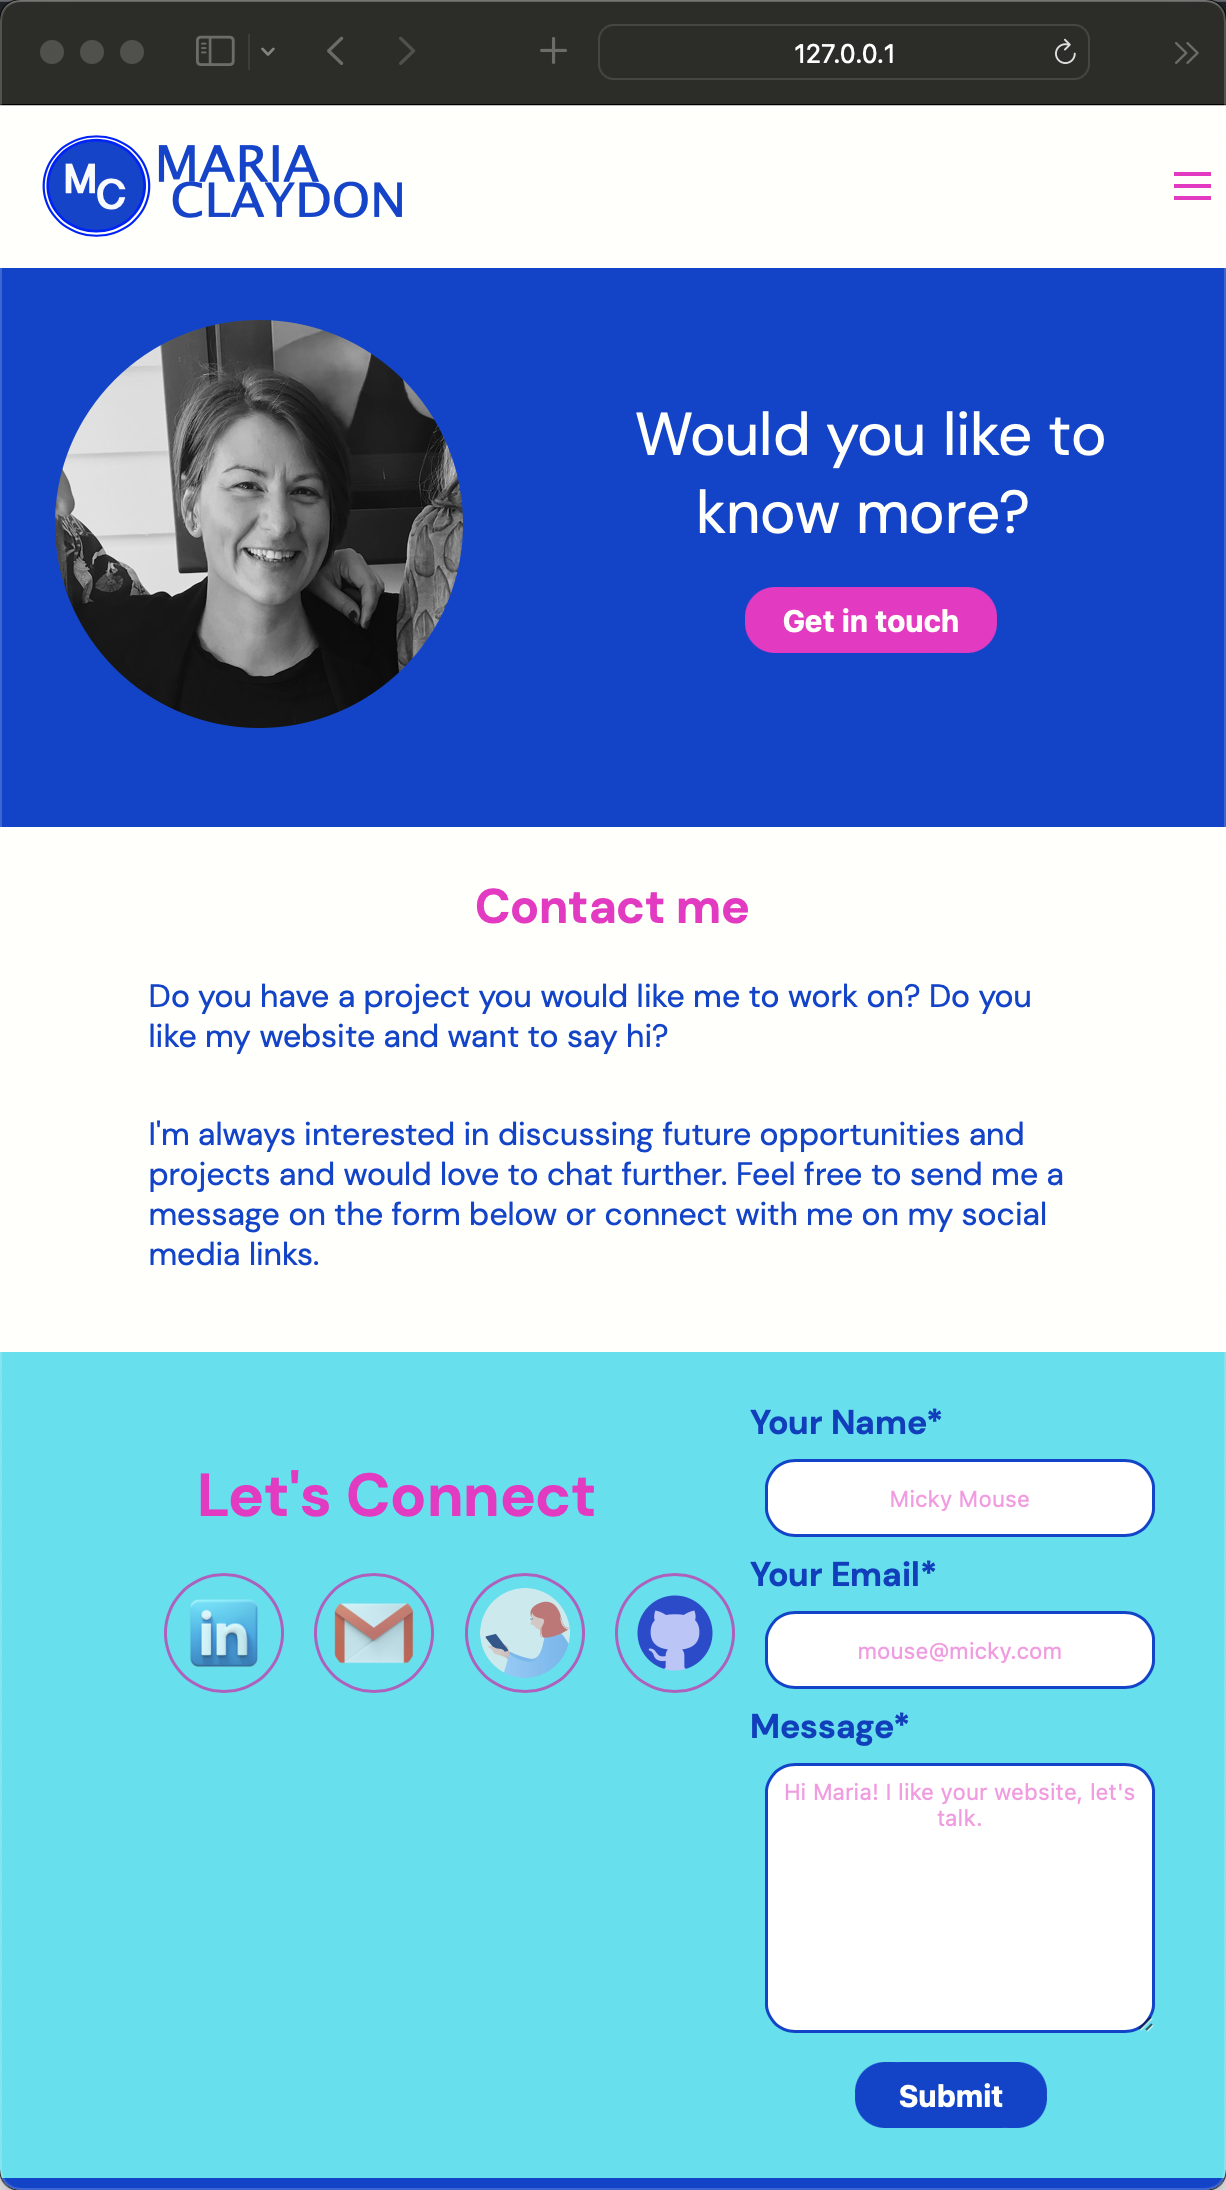 127.0.0.1
MC
MARIA
CLAYDON
Would you like to
know more?
Get in touch
Contact me
Do you have a project you would like me to work on? Do you
like my website and want to say hi?
I'm always interested in discussing future opportunities and
projects and would love to chat further. Feel free to send me a
message on the form below or connect with me on my social
media links.
Let's Connect
in
Your Name*
Micky Mouse
Your Email*
mouse@micky.com
Message*
Hi Maria! I like your website, let's
talk.
Submit